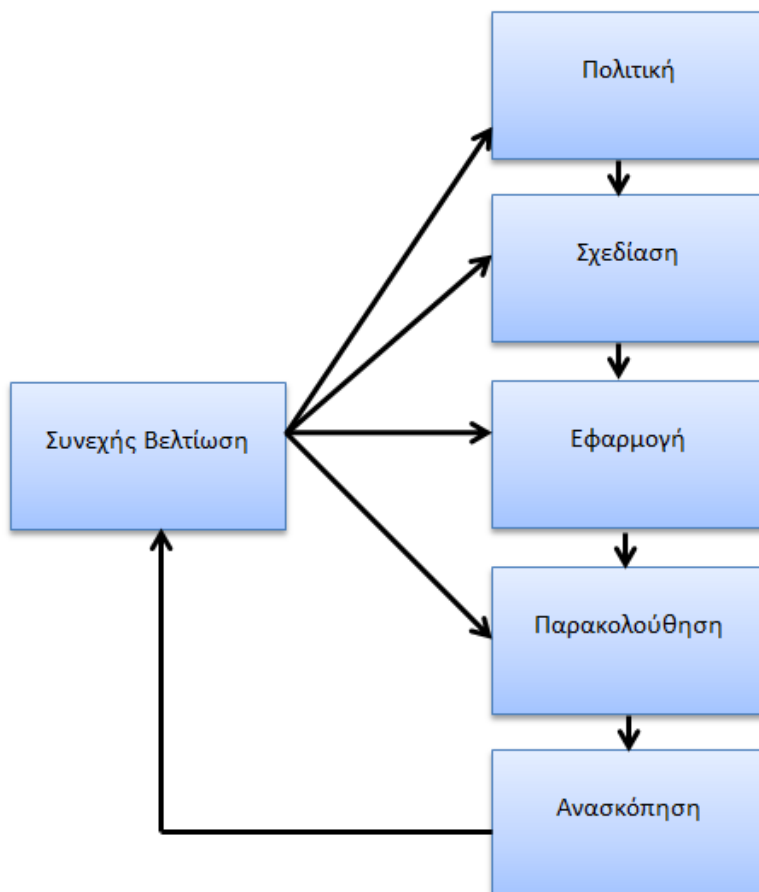 Πολιτική
Σχεδίαση
Συνεχής Βελτίωση
Εφαρμογή
Παρακολούθηση
Ανασκόπηση